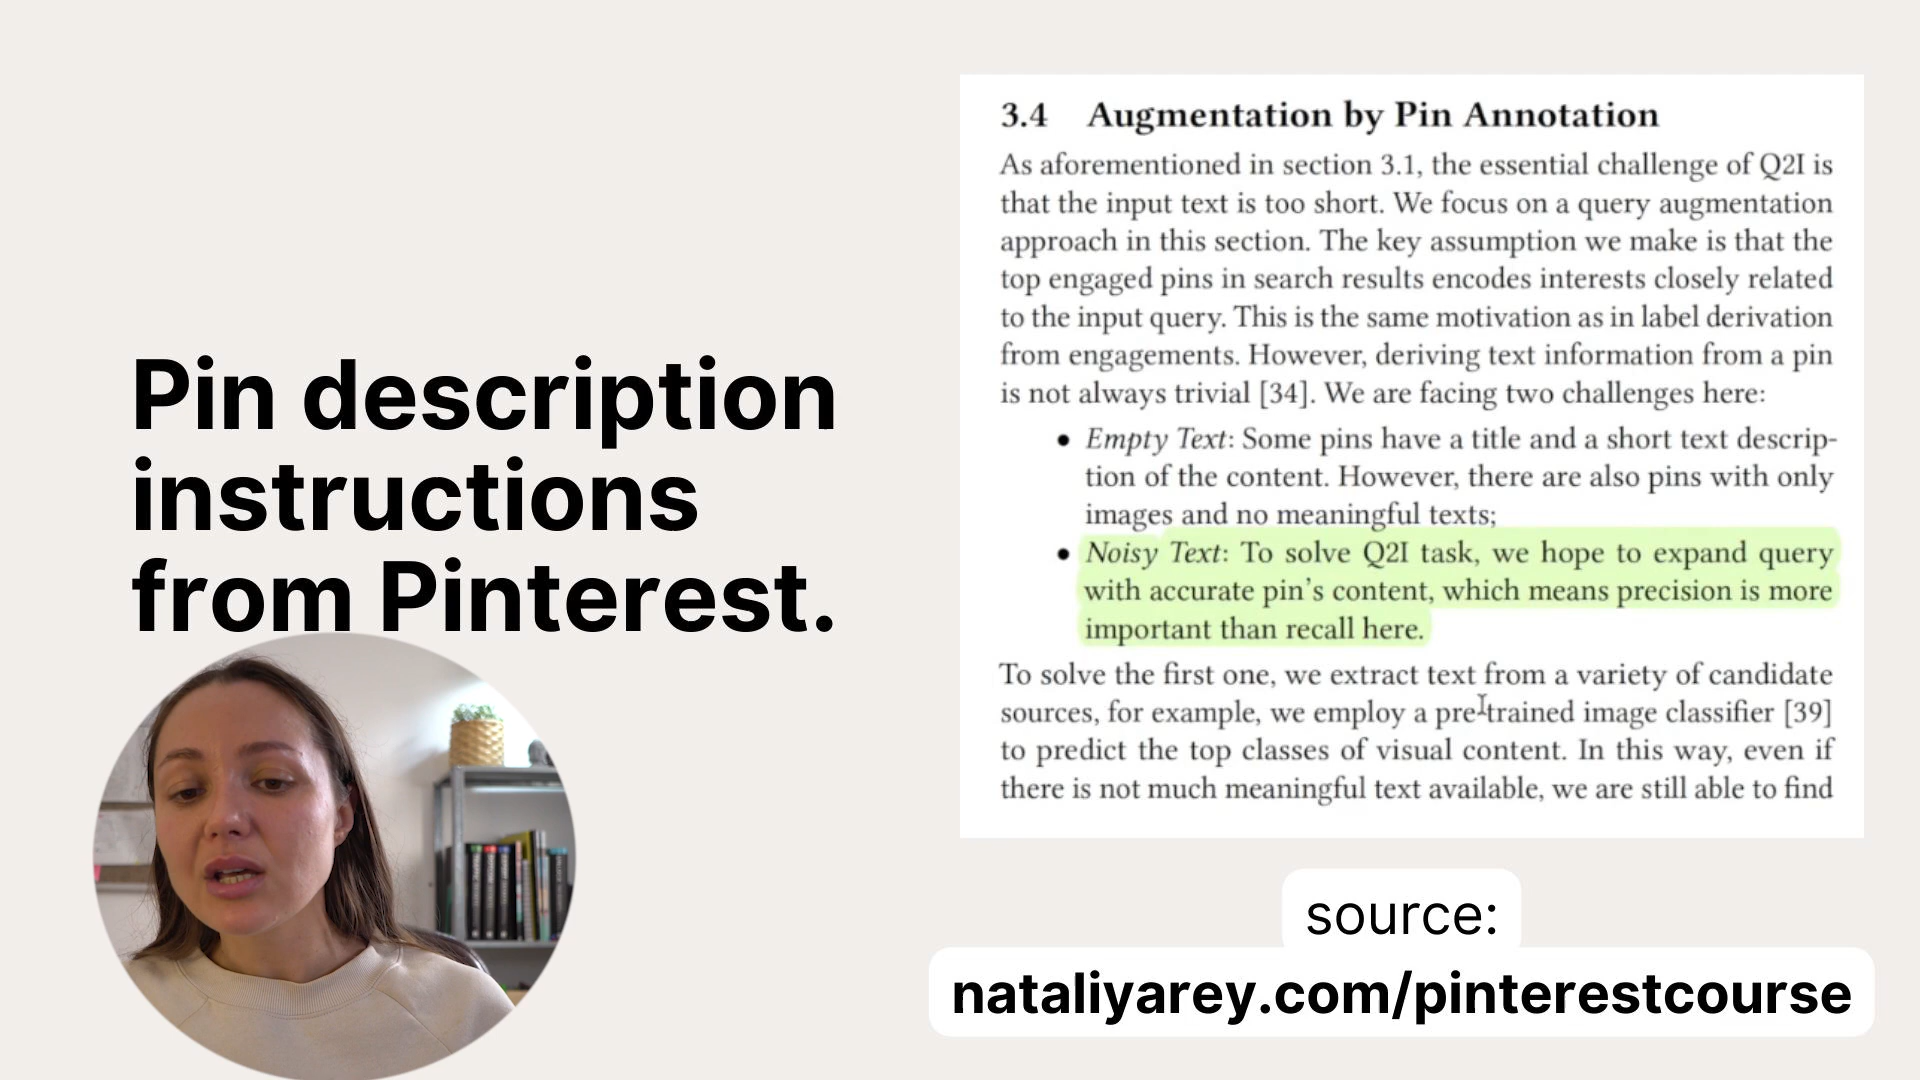 Pin description
instructions
from Pinterest.
3.4 Augmentation by Pin Annotation
As aforementioned in section 3.1, the essential challenge of Q2I is
that the input text is too short. We focus on a query augmentation
approach in this section. The key assumption we make is that the
top engaged pins in search results encodes interests closely related
to the input query. This is the same motivation as in label derivation
from engagements. However, deriving text information from a pin
is not always trivial [34]. We are facing two challenges here:
• Empty Text: Some pins have a title and a short text descrip-
tion of the content. However, there are also pins with only
images and no meaningful texts;
• Noisy Text: To solve Q2I task, we hope to expand query
with accurate pin's content, which means precision is more
important than recall here.
To solve the first one, we extract text from a variety of candidate
sources, for example, we employ a pre-trained image classifier [39]
to predict the top classes of visual content. In this way, even if
there is not much meaningful text available, we are still able to find
source:
nataliyarey.com/pinterestcourse